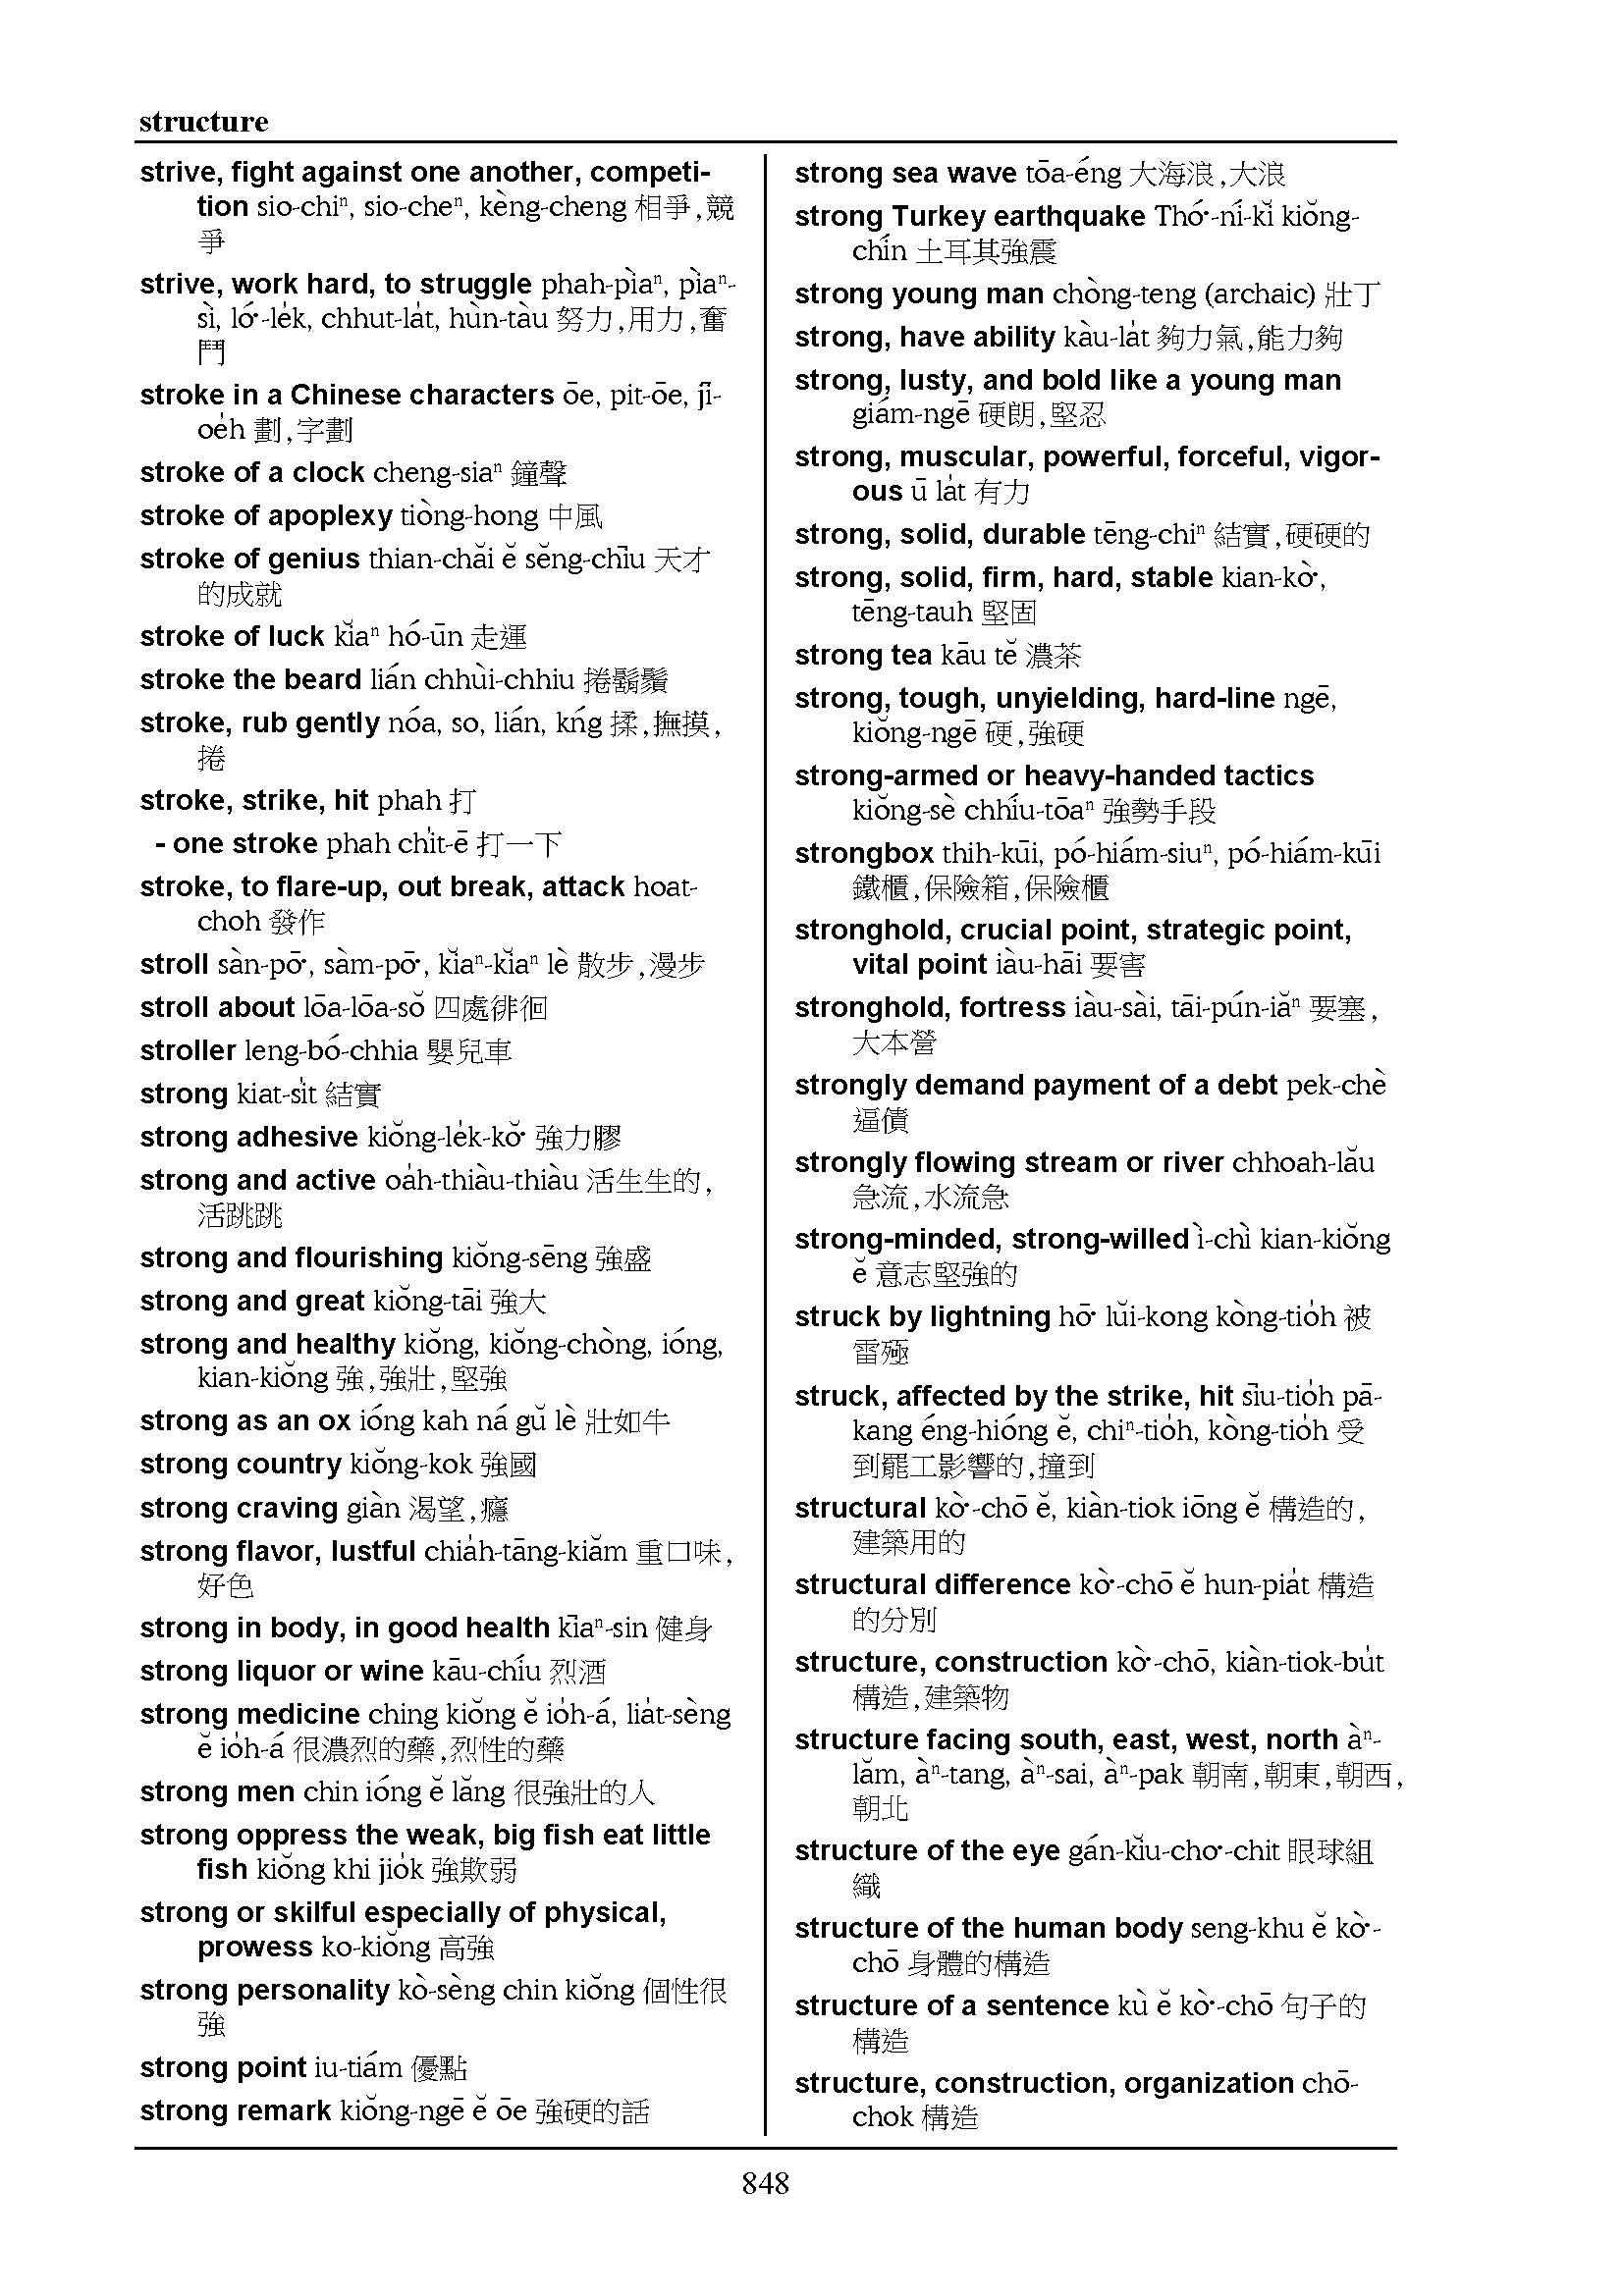 structure
strive, fight against one another, competi-
tion sio-chiⁿ, sio-cheⁿ, kèng-cheng 相爭,競
爭
strive, work hard, to struggle phah-pìaⁿ, pìaⁿ-
sì, ló͘-le̍k, chhut-la̍t, hùn-tàu 努力,用力,奮
鬥
stroke in a Chinese characters ōe, pit-ōe, jī-
oe̍h 劃,字劃
stroke of a clock cheng-siaⁿ 鐘聲
stroke of apoplexy tiòng-hong 中風
stroke of genius thian-chăi ĕ sĕng-chīu 天才
的成就
stroke of luck kĭaⁿ hó-ūn 走運
stroke the beard lián chhùi-chhiu 捲鬍鬚
stroke, rub gently nóa, so, lián, kńg 揉,撫摸,
捲
stroke, strike, hit phah 打
- one stroke phah chi̍t-ē 打一下
stroke, to flare-up, out break, attack hoat-
choh 發作
stroll sàn-pō͘, sàm-pō͘, kĭaⁿ-kĭaⁿ lè 散步,漫步
stroll about lōa-lōa-sŏ 四處徘徊
stroller leng-bó-chhia 嬰兒車
strong kiat-si̍t 結實
strong adhesive kiŏng-le̍k-kŏ͘ 強力膠
strong and active oa̍h-thiàu-thiàu 活生生的,
活跳跳
strong and flourishing kiŏng-sēng 強盛
strong and great kiŏng-tāi 強大
strong and healthy kiŏng, kiŏng-chòng, ióng,
kian-kiŏng 強,強壯,堅強
strong as an ox ióng kah ná gŭ lè 壯如牛
strong country kiŏng-kok 強國
strong craving giàn 渴望,癮
strong flavor, lustful chia̍h-tāng-kiăm 重口味,
好色
strong in body, in good health kīaⁿ-sin 健身
strong liquor or wine kāu-chíu 烈酒
strong medicine ching kiŏng ĕ io̍h-á, lia̍t-sèng
ĕ io̍h-á 很濃烈的藥,烈性的藥
strong men chin ióng ĕ lăng 很強壯的人
strong oppress the weak, big fish eat little
fish kiŏng khi jio̍k 強欺弱
strong or skilful especially of physical,
prowess ko-kiŏng 高強
strong personality kò-sèng chin kiŏng 個性很
強
strong point iu-tiám 優點
strong remark kiŏng-ngē ĕ ōe 強硬的話
strong sea wave tōa-éng 大海浪,大浪
strong Turkey earthquake Thó͘-ní-kĭ kiŏng-
chín 土耳其強震
strong young man chòng-teng (archaic) 壯丁
strong, have ability kàu-la̍t 夠力氣,能力夠
strong, lusty, and bold like a young man
giám-ngē 硬朗,堅忍
strong, muscular, powerful, forceful, vigor-
ous ū la̍t 有力
strong, solid, durable tēng-chiⁿ 結實,硬硬的
strong, solid, firm, hard, stable kian-kò͘,
tēng-tauh 堅固
strong tea kāu tĕ 濃茶
strong, tough, unyielding, hard-line ngē,
kiŏng-ngē 硬,強硬
strong-armed or heavy-handed tactics
kiŏng-sè chhíu-tōaⁿ 強勢手段
strongbox thih-kūi, pó-hiám-siuⁿ, pó-hiám-kūi
鐵櫃,保險箱,保險櫃
stronghold, crucial point, strategic point,
vital point iàu-hāi 要害
stronghold, fortress iàu-sài, tāi-pún-iăⁿ 要塞,
大本營
strongly demand payment of a debt pek-chè
逼債
strongly flowing stream or river chhoah-lău
急流,水流急
strong-minded, strong-willed ì-chì kian-kiŏng
ĕ 意志堅強的
struck by lightning hō͘ lŭi-kong kòng-tio̍h 被
雷殛
struck, affected by the strike, hit sīu-tio̍h pā-
kang éng-hióng ĕ, chiⁿ-tio̍h, kòng-tio̍h 受
到罷工影響的,撞到
structural kò͘-chō ĕ, kiàn-tiok iōng ĕ 構造的,
建築用的
structural difference kò͘-chō ĕ hun-pia̍t 構造
的分別
structure, construction kò͘-chō, kiàn-tiok-bu̍t
構造,建築物
structure facing south, east, west, north àⁿ-
lăm, àⁿ-tang, àⁿ-sai, àⁿ-pak 朝南,朝東,朝西,
朝北
structure of the eye gán-kĭu-cho͘-chit 眼球組
織
structure of the human body seng-khu ĕ kò͘-
chō 身體的構造
structure of a sentence kù ĕ kò͘-chō 句子的
構造
structure, construction, organization chō-
chok 構造
848